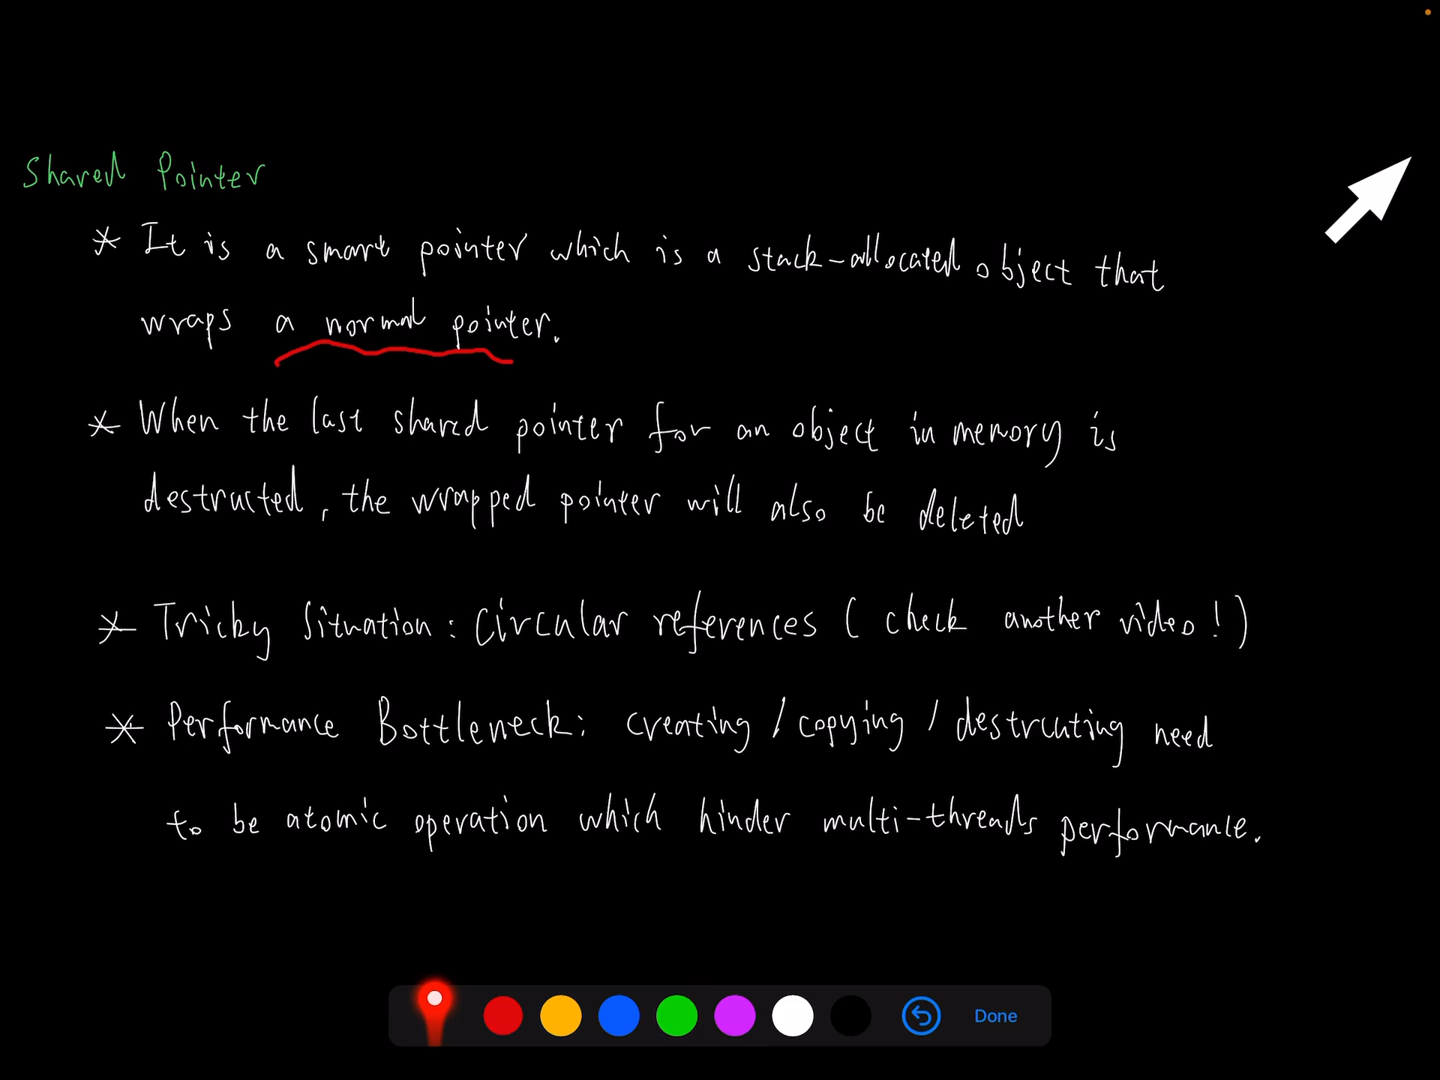 Shared Pointer
* It is a smart pointer which is a stack-allocated object that
wraps a normal pointer.
* When the last shared pointer for an object in memory is
destructed, the wrapped pointer will also be deleted
* Tricky Situation: Circular references (check another video!)
* Performance Bottleneck: creating / copying / destructing need
to be atomic operation which hinder multi-threads performance.
Done